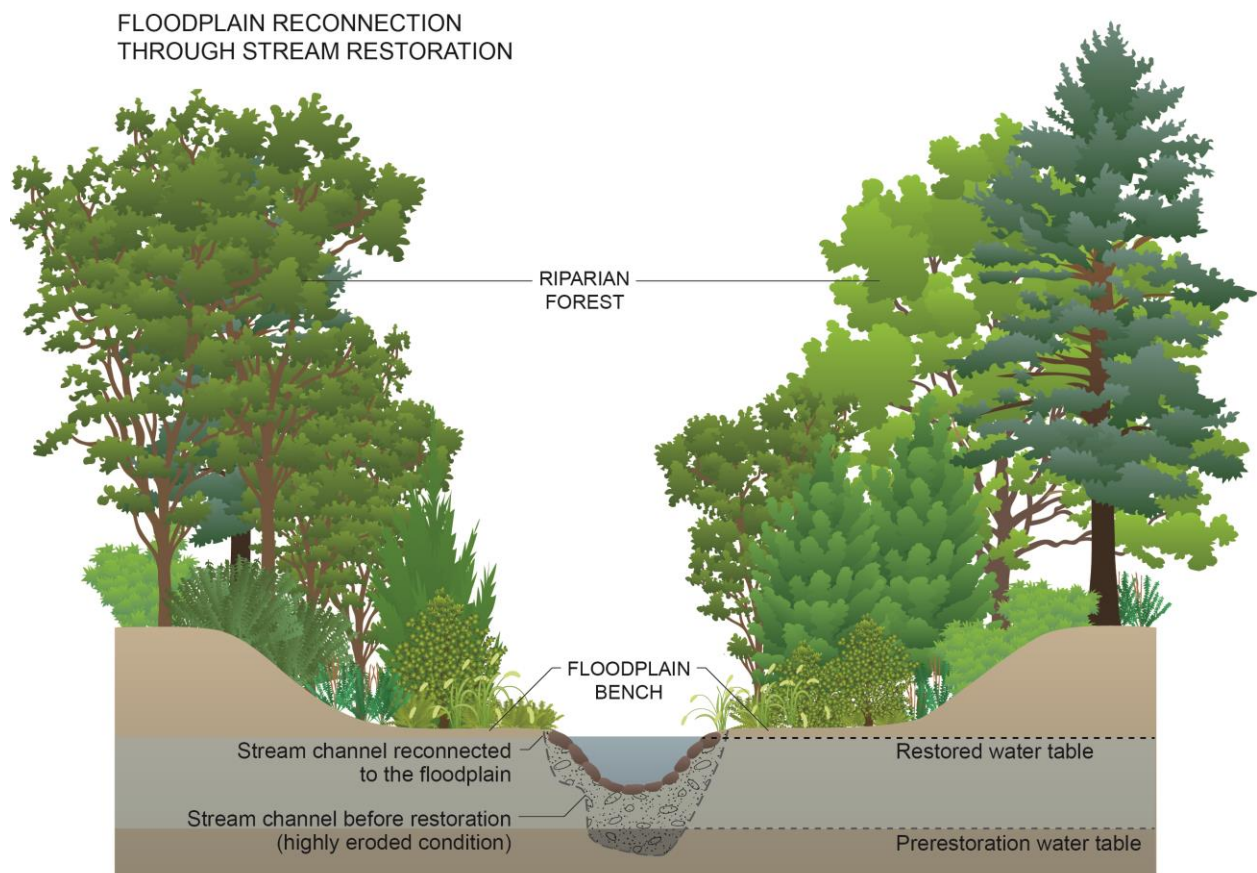 FLOODPLAIN RECONNECTION
THROUGH STREAM RESTORATION
RIPARIAN
FOREST
FLOODPLAIN
BENCH
Stream channel reconnected
to the floodplain
Restored water table
Stream channel before restoration
(highly eroded condition)
Prerestoration water table